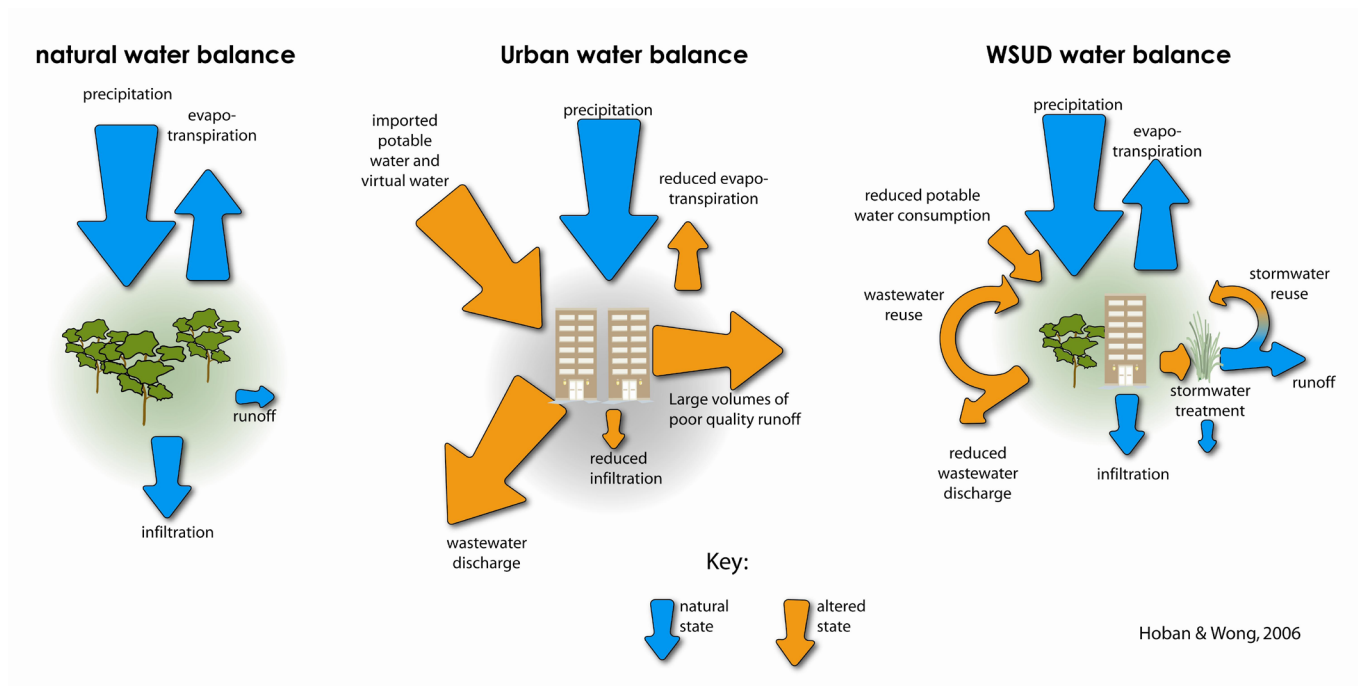 natural water balance
precipitation
evapo-
transpiration
runoff
infiltration
Urban water balance
imported
potable
water and
virtual water
precipitation
reduced evapo-
transpiration
Large volumes of
poor quality runoff
reduced
infiltration
wastewater
discharge
WSUD water balance
precipitation
evapo-
transpiration
reduced potable
water consumption
wastewater
reuse
stormwater
reuse
runoff
stormwater
treatment
reduced
wastewater
discharge
infiltration
Key:
natural
state
altered
state
Hoban & Wong, 2006